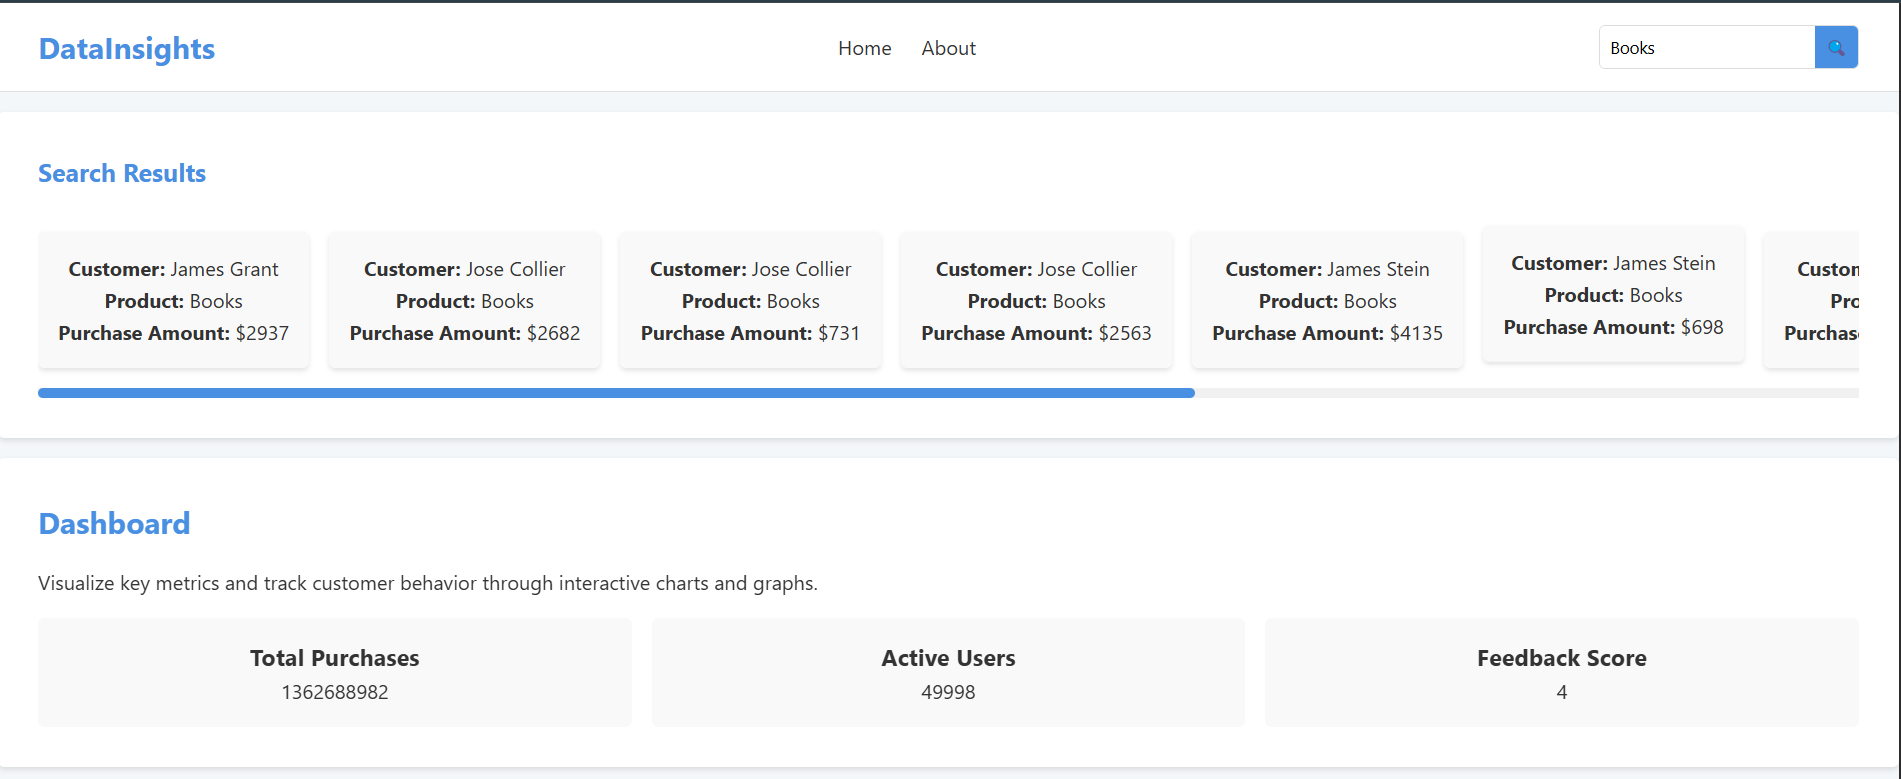 DataInsights
Home
About
Books
Search Results
Customer: James Grant
Product: Books
Purchase Amount: $2937
Customer: Jose Collier
Product: Books
Purchase Amount: $2682
Customer: Jose Collier
Product: Books
Purchase Amount: $731
Customer: Jose Collier
Product: Books
Purchase Amount: $2563
Customer: James Stein
Product: Books
Purchase Amount: $4135
Customer: James Stein
Product: Books
Purchase Amount: $698
Dashboard
Visualize key metrics and track customer behavior through interactive charts and graphs.
Total Purchases
1362688982
Active Users
49998
Feedback Score
4